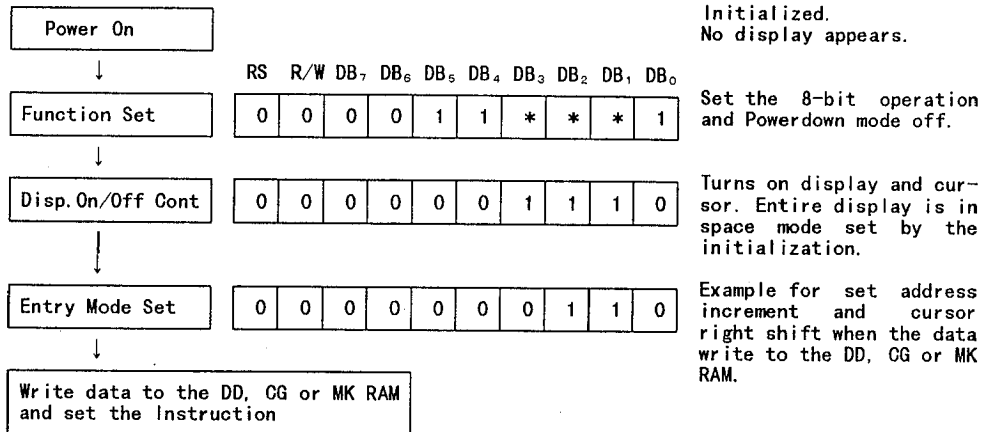 Power On
Initialized.
No display appears.
↓
RS R/W DB₇ DB₆ DB₅ DB₄ DB₃ DB₂ DB₁ DB₀
Function Set 0 0 0 0 1 1 * * * 1
Set the 8-bit operation
and Powerdown mode off.
↓
Disp.On/Off Cont 0 0 0 0 0 0 1 1 1 0
Turns on display and cur-
sor. Entire display is in
space mode set by the
initialization.
↓
Entry Mode Set 0 0 0 0 0 0 0 1 1 0
Example for set address
increment and cursor
right shift when the data
write to the DD, CG or MK
RAM.
↓
Write data to the DD, CG or MK RAM
and set the Instruction